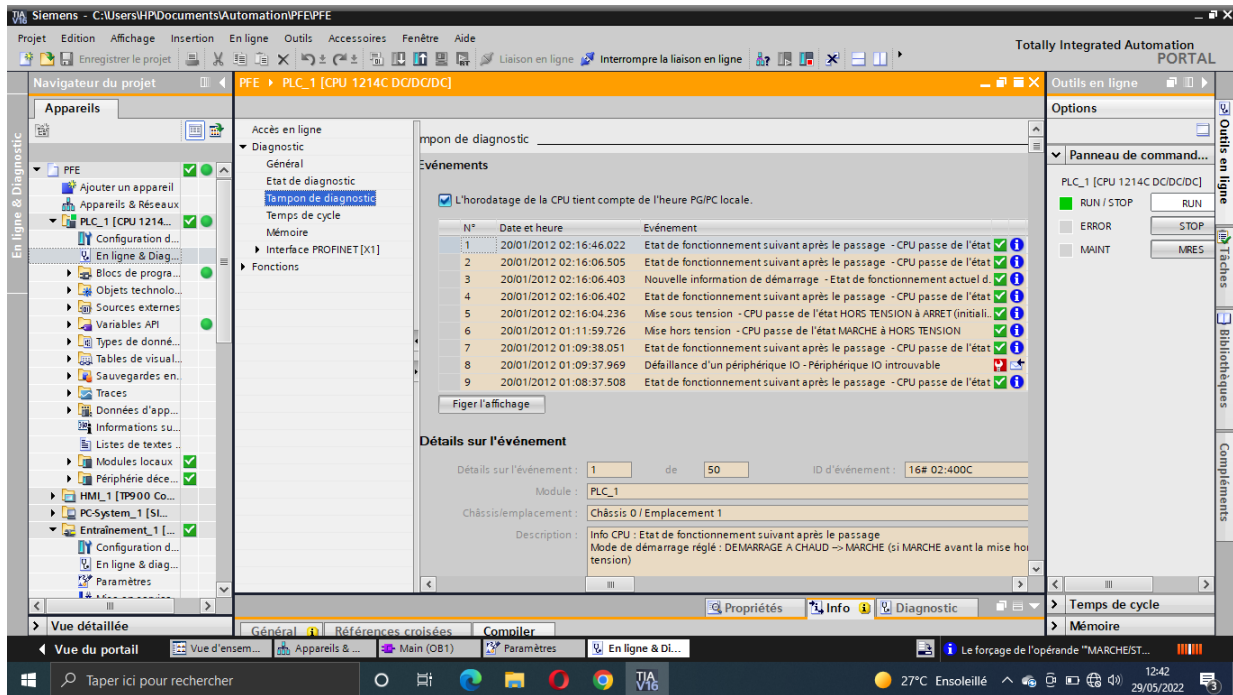 Siemens - C:\Users\HP\Documents\Automation\PFE\PFE
Projet Edition Affichage Insertion En ligne Outils Accessoires Fenêtre Aide
Totally Integrated Automation
PORTAL
Enregistrer le projet
Liaison en ligne
Interrompre la liaison en ligne
Navigateur du projet
Appareils
En ligne & Diagnostic
PFE
Ajouter un appareil
Appareils & Réseaux
PLC_1 [CPU 1214...
Configuration d...
En ligne & Diag...
Blocs de progra...
Objets technolo...
Sources externes
Variables API
Types de donné...
Tables de visual...
Sauvegardes en...
Traces
Données d'app...
Informations su...
Listes de textes ..
Modules locaux
Périphérie déce...
HMI_1 [TP900 Co...
PC-System_1 [SI...
Entraînement_1 [...
Configuration d...
En ligne & diag...
Paramètres
Vue détaillée
PFE PLC_1 [CPU 1214C DC/DC/DC]
Accès en ligne
Diagnostic
Général
Etat de diagnostic
Tampon de diagnostic
Temps de cycle
Mémoire
Interface PROFINET [X1]
Fonctions
mpon de diagnostic
Evénements
L'horodatage de la CPU tient compte de l'heure PG/PC locale.
N° Date et heure Evénement
1 20/01/2012 02:16:46.022 Etat de fonctionnement suivant après le passage - CPU passe de l'état
2 20/01/2012 02:16:06.505 Etat de fonctionnement suivant après le passage - CPU passe de l'état
3 20/01/2012 02:16:06.403 Nouvelle information de démarrage - Etat de fonctionnement actuel d.
4 20/01/2012 02:16:06.402 Etat de fonctionnement suivant après le passage - CPU passe de l'état
5 20/01/2012 02:16:04.236 Mise sous tension - CPU passe de l'état HORS TENSION à ARRET (initiali..
6 20/01/2012 01:11:59.726 Mise hors tension - CPU passe de l'état MARCHE à HORS TENSION
7 20/01/2012 01:09:38.051 Etat de fonctionnement suivant après le passage - CPU passe de l'état
8 20/01/2012 01:09:37.969 Défaillance d'un périphérique IO - Périphérique IO introuvable
9 20/01/2012 01:08:37.508 Etat de fonctionnement suivant après le passage - CPU passe de l'état
Figer l'affichage
Détails sur l'événement
Détails sur l'événement : 1 de 50 ID d'événement : 16# 02:400C
Module : PLC_1
Châssis/emplacement : Châssis 0 / Emplacement 1
Description : Info CPU : Etat de fonctionnement suivant après le passage
Mode de démarrage réglé : DEMARRAGE A CHAUD --> MARCHE (si MARCHE avant la mise ho
tension)
Propriétés Info Diagnostic
Général Références croisées Compiler
Outils en ligne
Options
Panneau de command...
PLC_1 [CPU 1214C DC/DC/DC]
RUN / STOP RUN
ERROR STOP
MAINT MRES
Temps de cycle
Mémoire
Outils en ligne
Tâches
Bibliothèques
Compléments
Vue du portail Vue d'ensem... Appareils & ... Main (OB1) Paramètres En ligne & Di... Le forçage de l'opérande "'MARCHE/ST...
Taper ici pour rechercher
TIA
V16
27°C Ensoleillé
12:42
29/05/2022
3